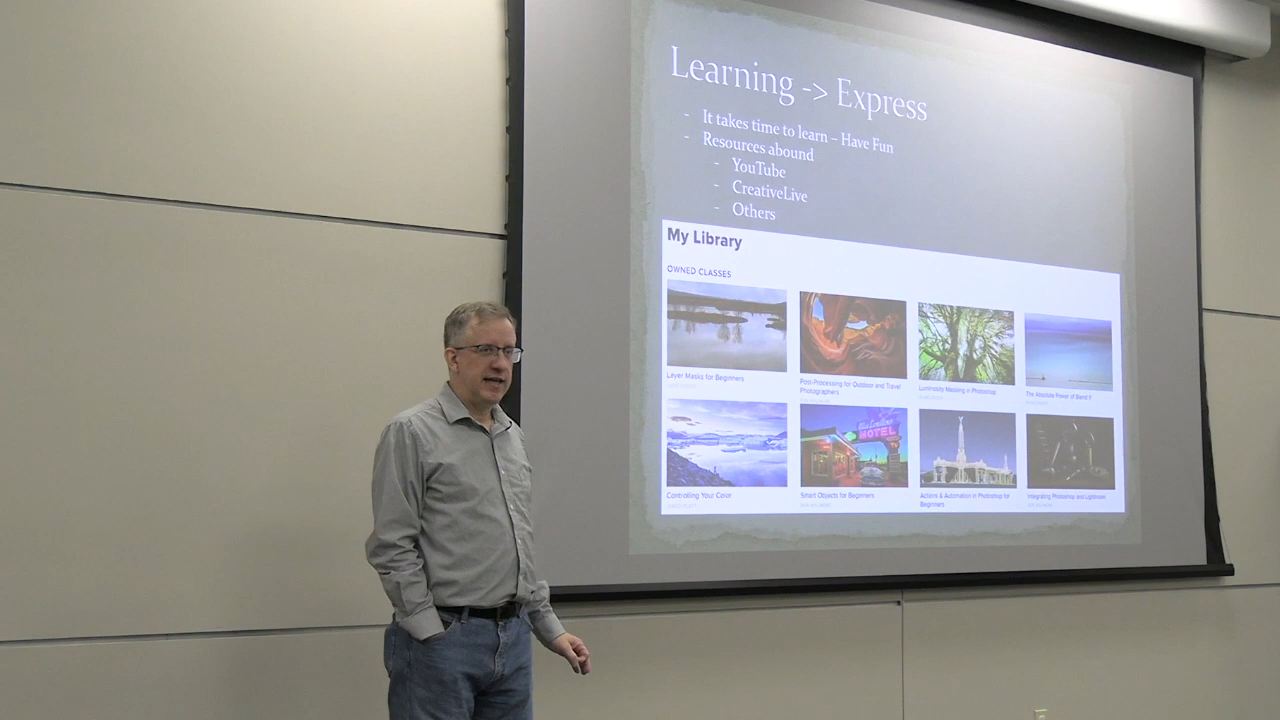 Learning -> Express
- It takes time to learn – Have Fun
- Resources abound
- YouTube
- CreativeLive
- Others
My Library
OWNED CLASSES
Layer Masks for Beginners
Post-Processing for Outdoor and Travel
Photographers
Luminosity Masking in Photoshop
The Absolute Power of Blend If
MOTEL
Controlling Your Color
Smart Objects for Beginners
Actions & Automation in Photoshop for
Beginners
Integrating Photoshop and Lightroom